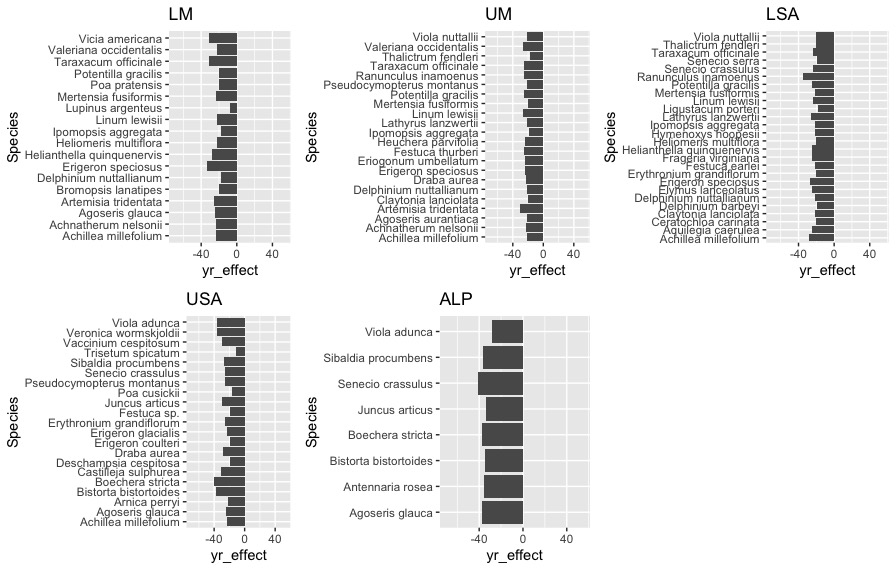 LM
Species
Vicia americana
Valeriana occidentalis
Taraxacum officinale
Potentilla gracilis
Poa pratensis
Mertensia fusiformis
Lupinus argenteus
Linum lewisii
Ipomopsis aggregata
Heliomeris multiflora
Helianthella quinquenervis
Erigeron speciosus
Delphinium nuttallianum
Bromopsis lanatipes
Artemisia tridentata
Agoseris glauca
Achnatherum nelsonii
Achillea millefolium
-40 0 40
yr_effect
UM
Species
Viola nuttallii
Valeriana occidentalis
Thalictrum fendleri
Taraxacum officinale
Ranunculus inamoenus
Pseudocymopterus montanus
Potentilla gracilis
Mertensia fusiformis
Linum lewisii
Lathyrus lanzwertii
Ipomopsis aggregata
Heuchera parvifolia
Festuca thurberi
Eriogonum umbellatum
Erigeron speciosus
Draba aurea
Delphinium nuttallianum
Claytonia lanciolata
Artemisia tridentata
Agoseris aurantiaca
Achnatherum nelsonii
Achillea millefolium
-40 0 40
yr_effect
LSA
Species
Viola nuttallii
Thalictrum fendleri
Taraxacum officinale
Senecio serra
Senecio crassulus
Ranunculus inamoenus
Potentilla gracilis
Mertensia fusiformis
Linum lewisii
Ligustacum porteri
Lathyrus lanzwertii
Ipomopsis aggregata
Hymenoxys hoopesii
Heliomeris multiflora
Helianthella quinquenervis
Frageria virginiana
Festuca earlei
Erythronium grandiflorum
Erigeron speciosus
Elymus lanceolatus
Delphinium nuttallianum
Delphinium barbeyi
Claytonia lanciolata
Ceratochloa carinata
Aquilegia caerulea
Achillea millefolium
-40 0 40
yr_effect
USA
Species
Viola adunca
Veronica wormskjoldii
Vaccinium cespitosum
Trisetum spicatum
Sibaldia procumbens
Senecio crassulus
Pseudocymopterus montanus
Poa cusickii
Juncus articus
Festuca sp.
Erythronium grandiflorum
Erigeron glacialis
Erigeron coulteri
Draba aurea
Deschampsia cespitosa
Castilleja sulphurea
Boechera stricta
Bistorta bistortoides
Arnica perryi
Agoseris glauca
Achillea millefolium
-40 0 40
yr_effect
ALP
Species
Viola adunca
Sibaldia procumbens
Senecio crassulus
Juncus articus
Boechera stricta
Bistorta bistortoides
Antennaria rosea
Agoseris glauca
-40 0 40
yr_effect